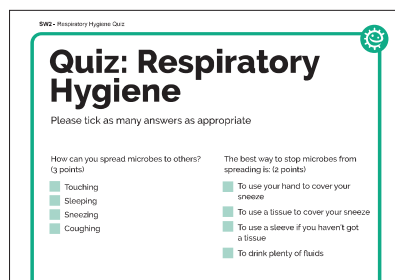 SW2 - Respiratory Hygiene Quiz
Quiz: Respiratory
Hygiene
Please tick as many answers as appropriate
How can you spread microbes to others?
(3 points)
Touching
Sleeping
Sneezing
Coughing
The best way to stop microbes from
spreading is: (2 points)
To use your hand to cover your
sneeze
To use a tissue to cover your sneeze
To use a sleeve if you haven't got
a tissue
To drink plenty of fluids